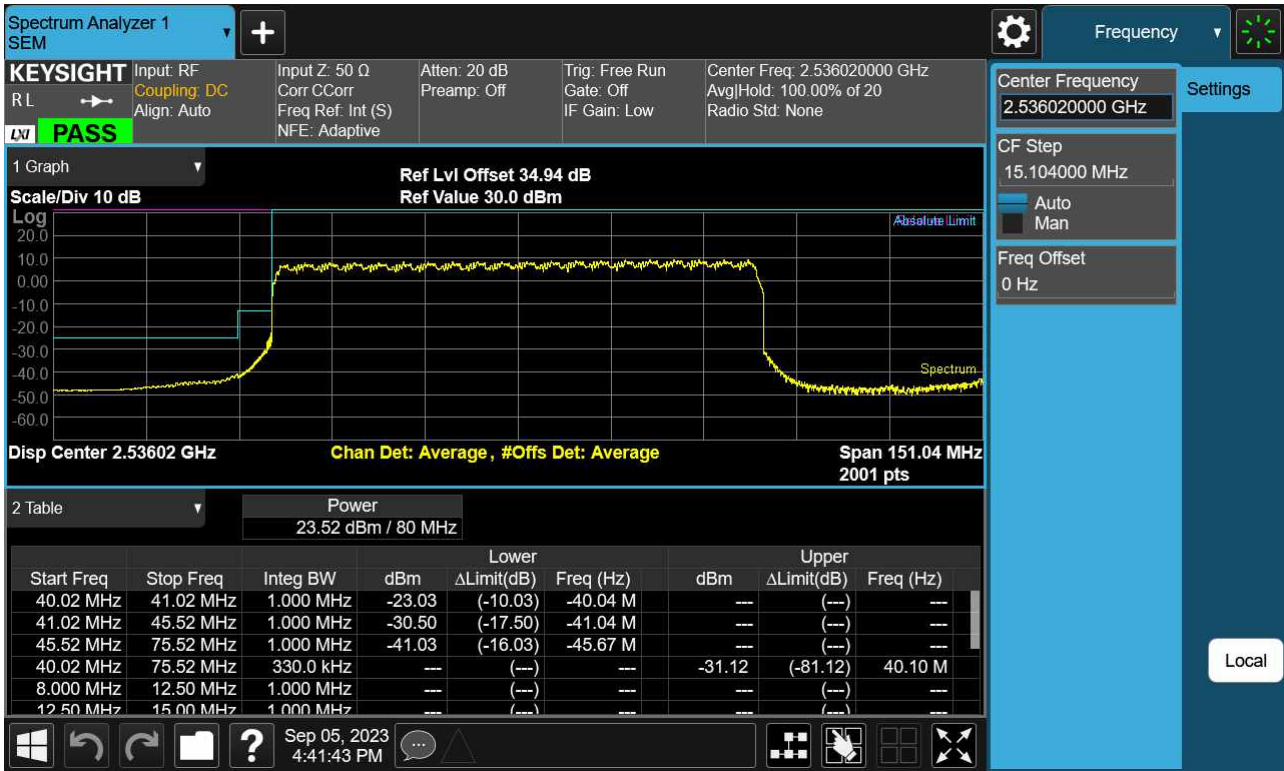 Spectrum Analyzer 1
SEM
Frequency
KEYSIGHT
R L
LXI
PASS
Input: RF
Coupling: DC
Align: Auto
Input Z: 50 Ω
Corr CCorr
Freq Ref: Int (S)
NFE: Adaptive
Atten: 20 dB
Preamp: Off
Trig: Free Run
Gate: Off
IF Gain: Low
Center Freq: 2.536020000 GHz
Avg|Hold: 100.00% of 20
Radio Std: None
Center Frequency
2.536020000 GHz
Settings
CF Step
15.104000 MHz
Auto
Man
Freq Offset
0 Hz
Local
1 Graph
Scale/Div 10 dB
Ref Lvl Offset 34.94 dB
Ref Value 30.0 dBm
Log
Absolute Limit
20.0
10.0
0.00
-10.0
-20.0
-30.0
-40.0
-50.0
-60.0
Spectrum
Disp Center 2.53602 GHz
Chan Det: Average, #Offs Det: Average
Span 151.04 MHz
2001 pts
2 Table
Power
23.52 dBm / 80 MHz
Lower Upper
Start Freq Stop Freq Integ BW dBm ΔLimit(dB) Freq (Hz) dBm ΔLimit(dB) Freq (Hz)
40.02 MHz 41.02 MHz 1.000 MHz -23.03 (-10.03) -40.04 M --- (---) ---
41.02 MHz 45.52 MHz 1.000 MHz -30.50 (-17.50) -41.04 M --- (---) ---
45.52 MHz 75.52 MHz 1.000 MHz -41.03 (-16.03) -45.67 M --- (---) ---
40.02 MHz 75.52 MHz 330.0 kHz --- (---) --- -31.12 (-81.12) 40.10 M
8.000 MHz 12.50 MHz 1.000 MHz --- (---) --- --- (---) ---
12.50 MHz 15.00 MHz 1.000 MHz --- (---) --- --- (---) ---
?
Sep 05, 2023
4:41:43 PM